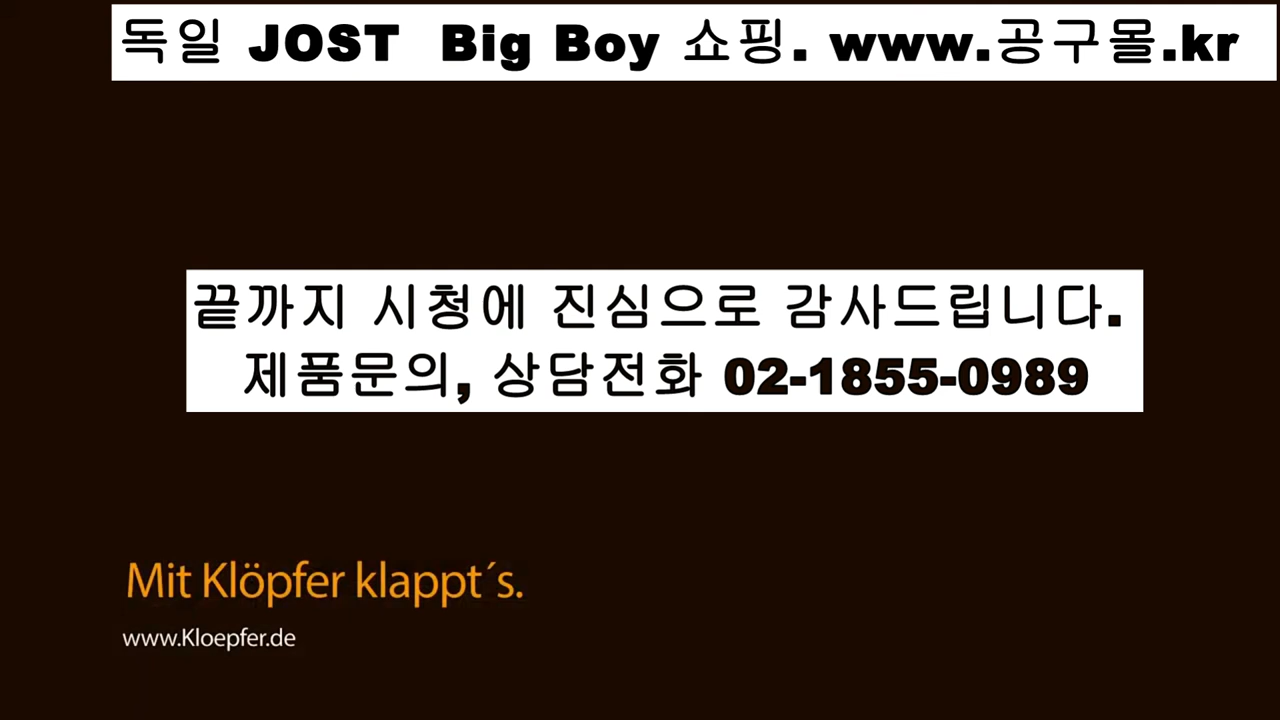 독일 JOST Big Boy 쇼핑. www.공구몰.kr
끝까지 시청에 진심으로 감사드립니다.
제품문의, 상담전화 02-1855-0989
Mit Klöpfer klappt´s.
www.Kloepfer.de